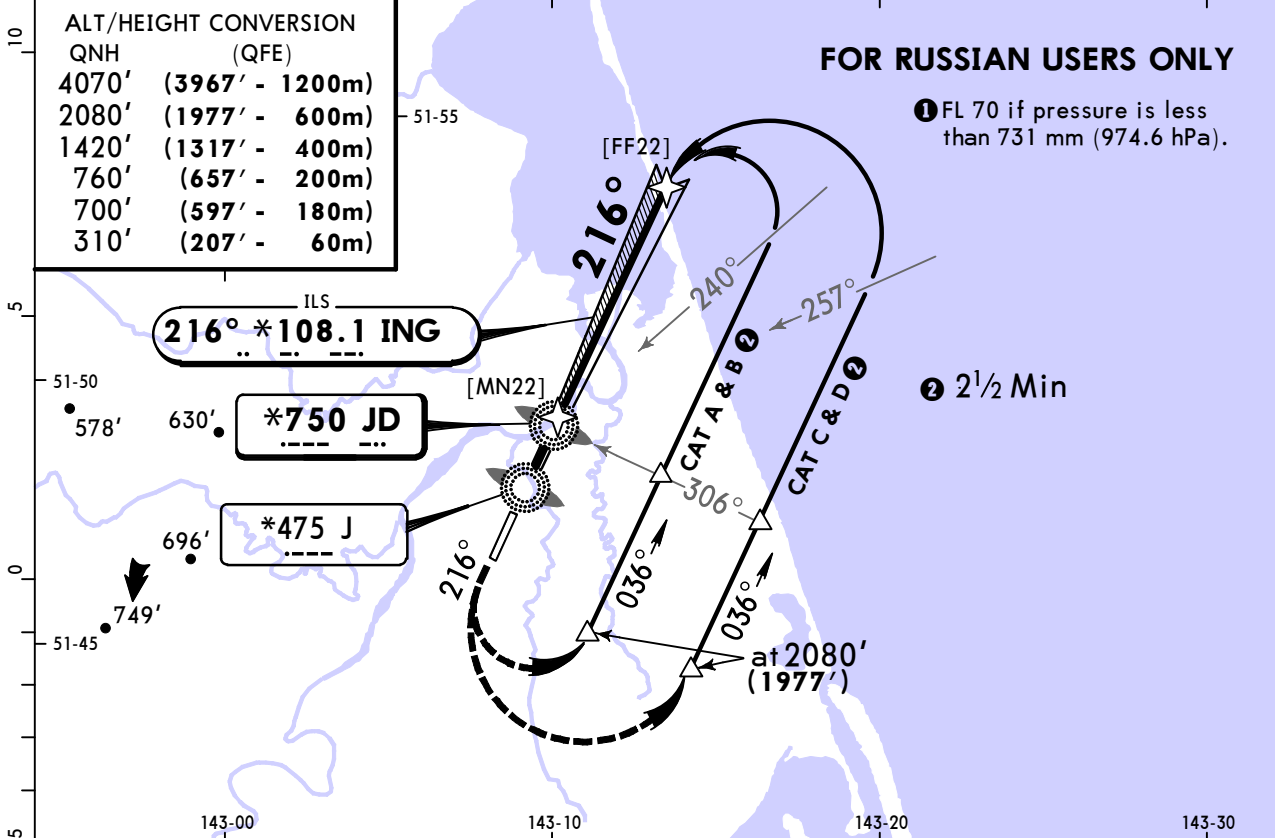 ALT/HEIGHT CONVERSION
QNH (QFE)
4070' (3967' - 1200m)
2080' (1977' - 600m)
1420' (1317' - 400m)
760' (657' - 200m)
700' (597' - 180m)
310' (207' - 60m)
FOR RUSSIAN USERS ONLY
1 FL 70 if pressure is less
than 731 mm (974.6 hPa).
10
51-55
[FF22]
216°
240°
257°
5
ILS
216° *108.1 ING
51-50
[MN22]
578'
630'
*750 JD
CAT A & B 2
CAT C & D 2
2 2½ Min
306°
*475 J
696'
216°
036°
036°
0
749'
51-45
at 2080'
(1977')
5
143-00
143-10
143-20
143-30